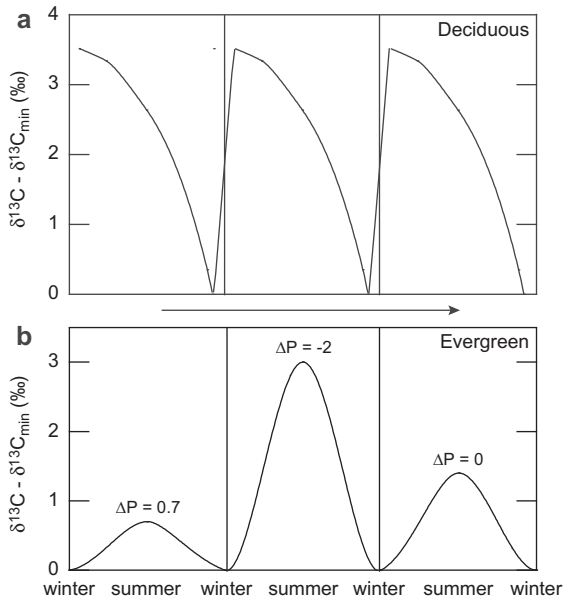 a
Deciduous
4
3
2
1
0
δ¹³C - δ¹³Cmin (‰)
b
Evergreen
ΔP = -2
ΔP = 0
ΔP = 0.7
3
2
1
0
δ¹³C - δ¹³Cmin (‰)
winter summer winter summer winter summer winter